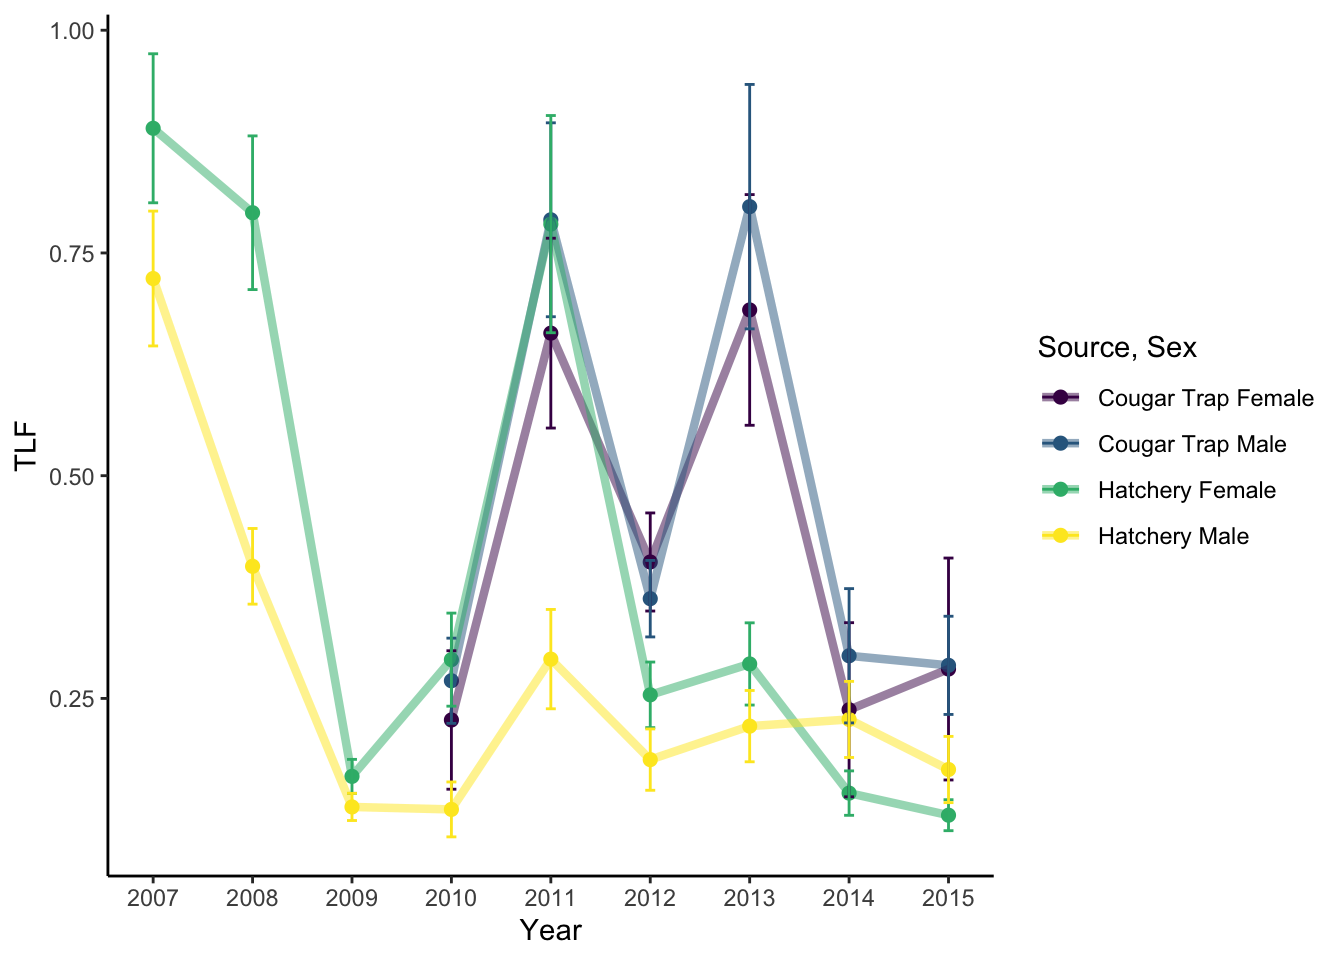 1.00
0.75
0.50
0.25
TLF
2007 2008 2009 2010 2011 2012 2013 2014 2015
Year
Source, Sex
Cougar Trap Female
Cougar Trap Male
Hatchery Female
Hatchery Male